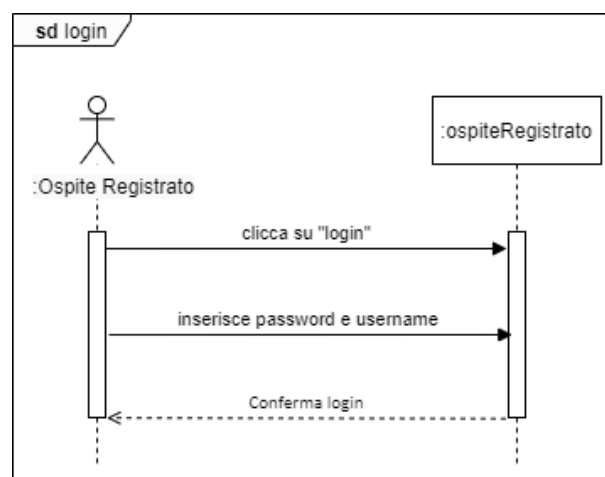 sd login
:ospiteRegistrato
:Ospite Registrato
clicca su "login"
inserisce password e username
Conferma login